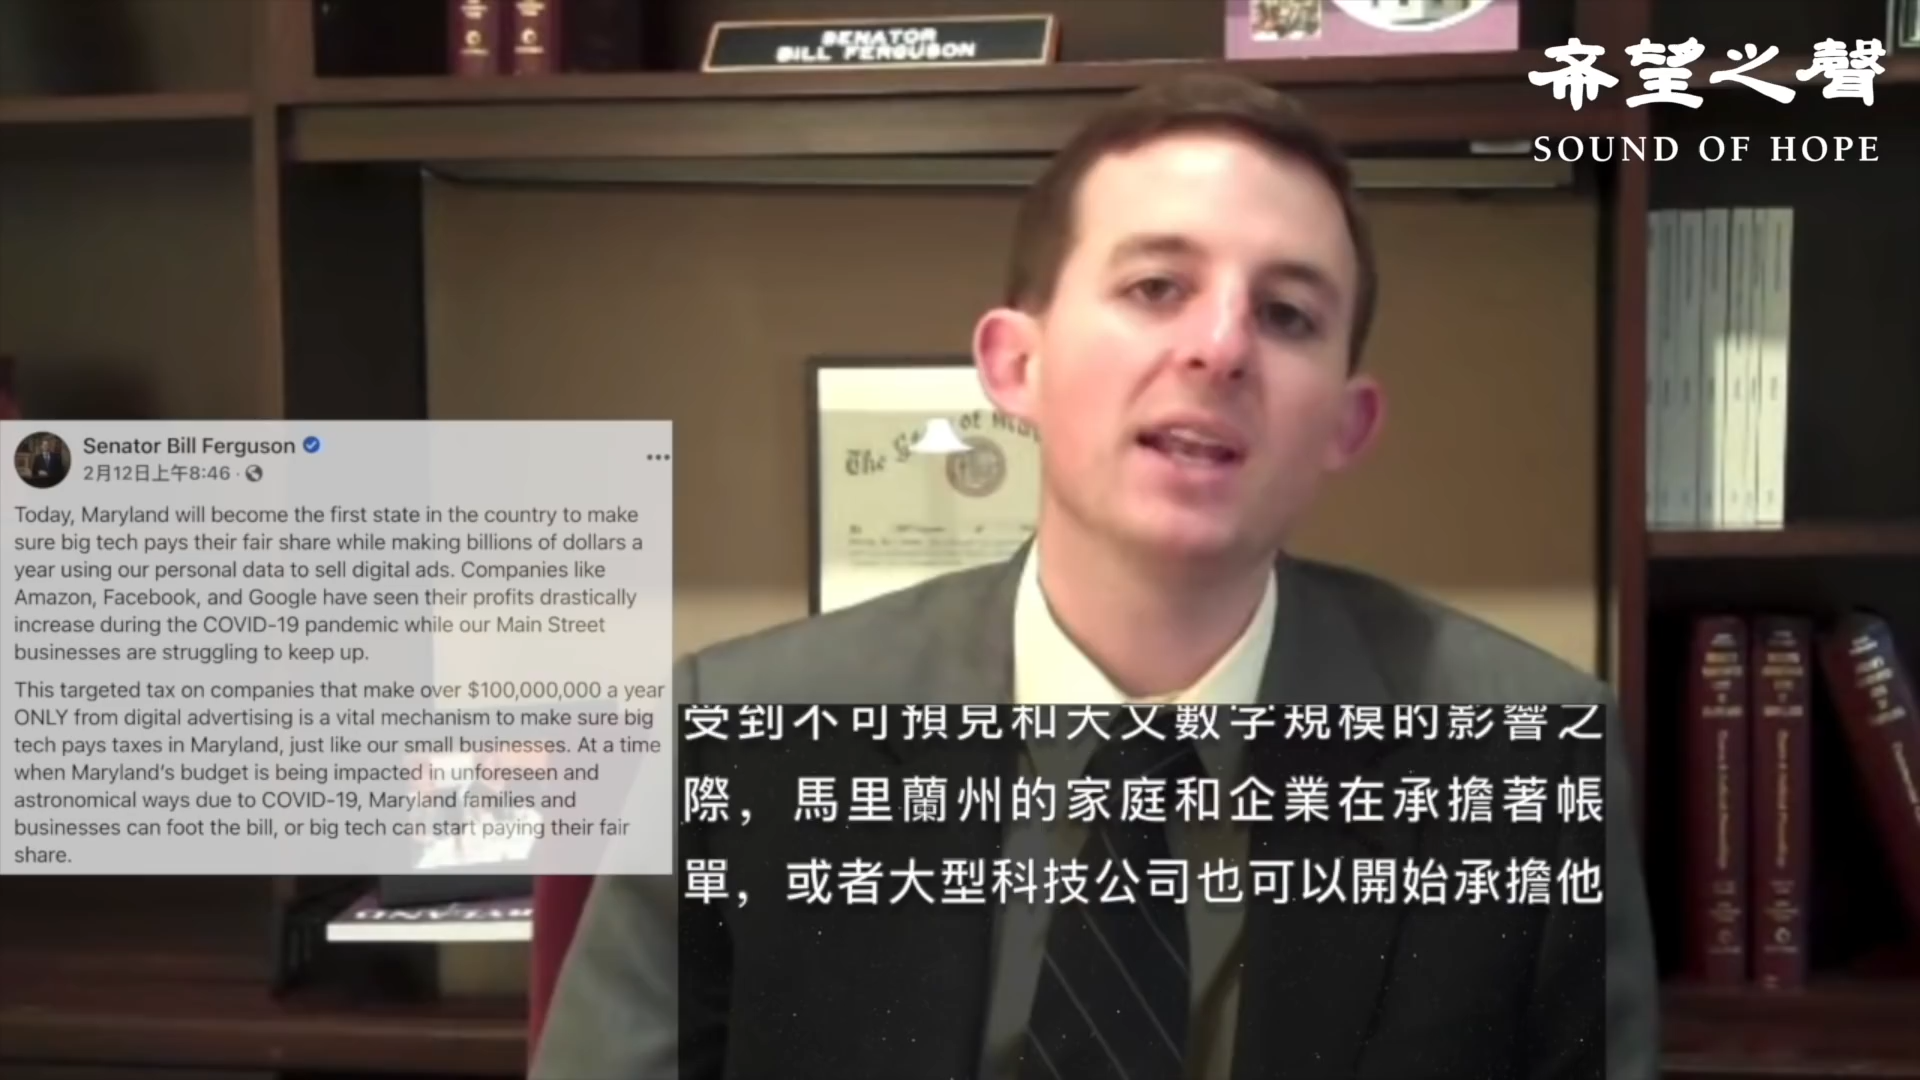 SENATOR
BILL FERGUSON
希望之聲
SOUND OF HOPE
The
of
Senator Bill Ferguson
2月12日上午8:46 ·
Today, Maryland will become the first state in the country to make
sure big tech pays their fair share while making billions of dollars a
year using our personal data to sell digital ads. Companies like
Amazon, Facebook, and Google have seen their profits drastically
increase during the COVID-19 pandemic while our Main Street
businesses are struggling to keep up.
This targeted tax on companies that make over $100,000,000 a year
ONLY from digital advertising is a vital mechanism to make sure big
tech pays taxes in Maryland, just like our small businesses. At a time
when Maryland's budget is being impacted in unforeseen and
astronomical ways due to COVID-19, Maryland families and
businesses can foot the bill, or big tech can start paying their fair
share.
受到不可預見和天文數字規模的影響之
際，馬里蘭州的家庭和企業在承擔著帳
單，或者大型科技公司也可以開始承擔他